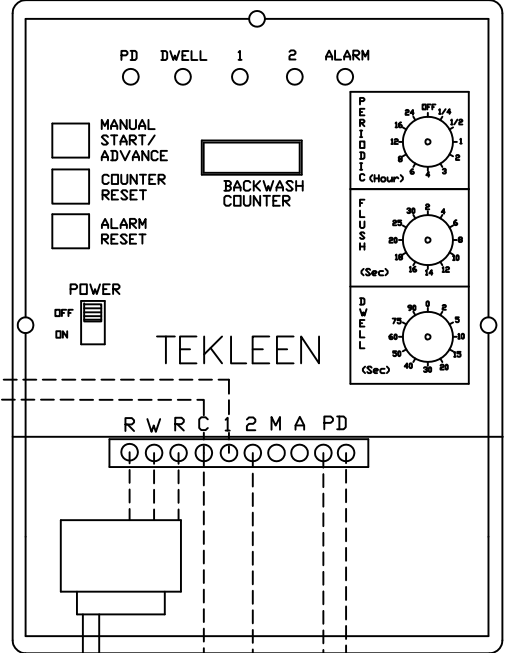 PD DWELL 1 2 ALARM
MANUAL
START/
ADVANCE
COUNTER
RESET
ALARM
RESET
BACKWASH
COUNTER
PERIODIC
(Hour)
OFF
1/4
1/2
1
2
3
4
6
8
12
16
24
FLUSH
(Sec)
2
4
6
8
10
12
14
16
18
20
25
30
DWELL
(Sec)
0
2
5
10
15
20
30
40
50
60
75
90
POWER
OFF
ON
TEKLEEN
R W R C 1 2 M A PD